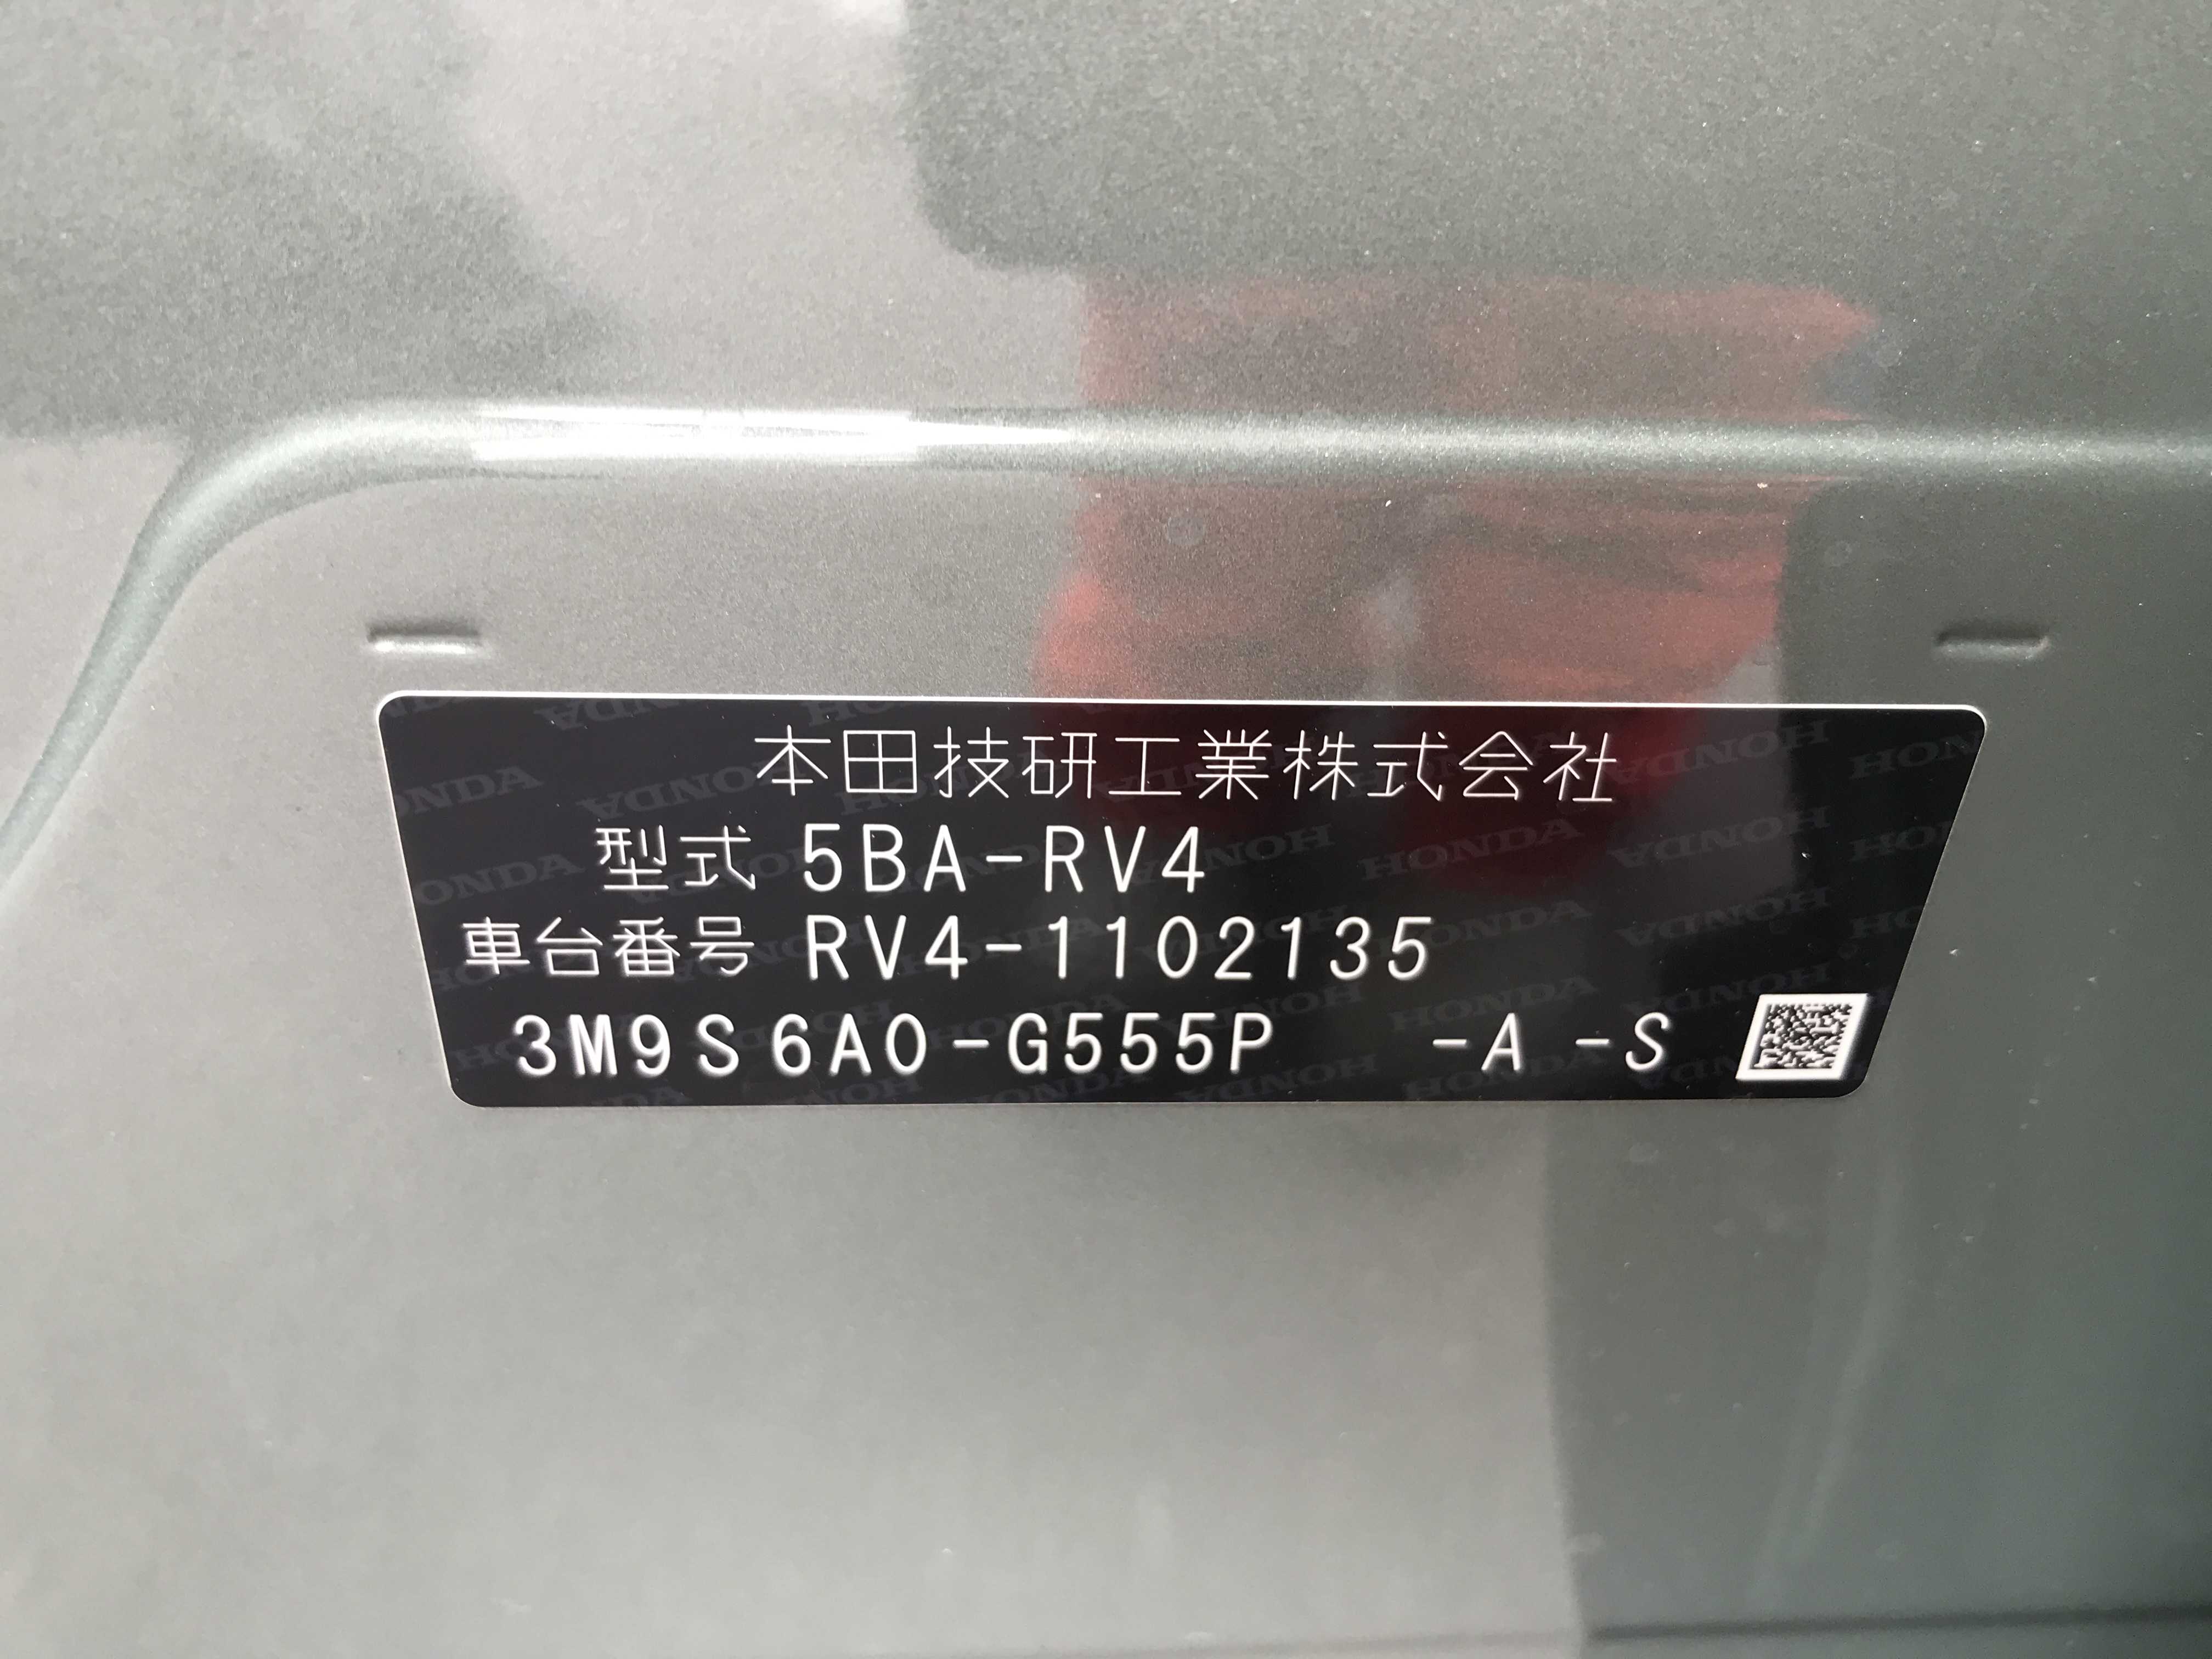 本田技研工業株式会社
型式 5BA-RV4
車台番号 RV4-1102135
3M9S6A0-G555P -A -S